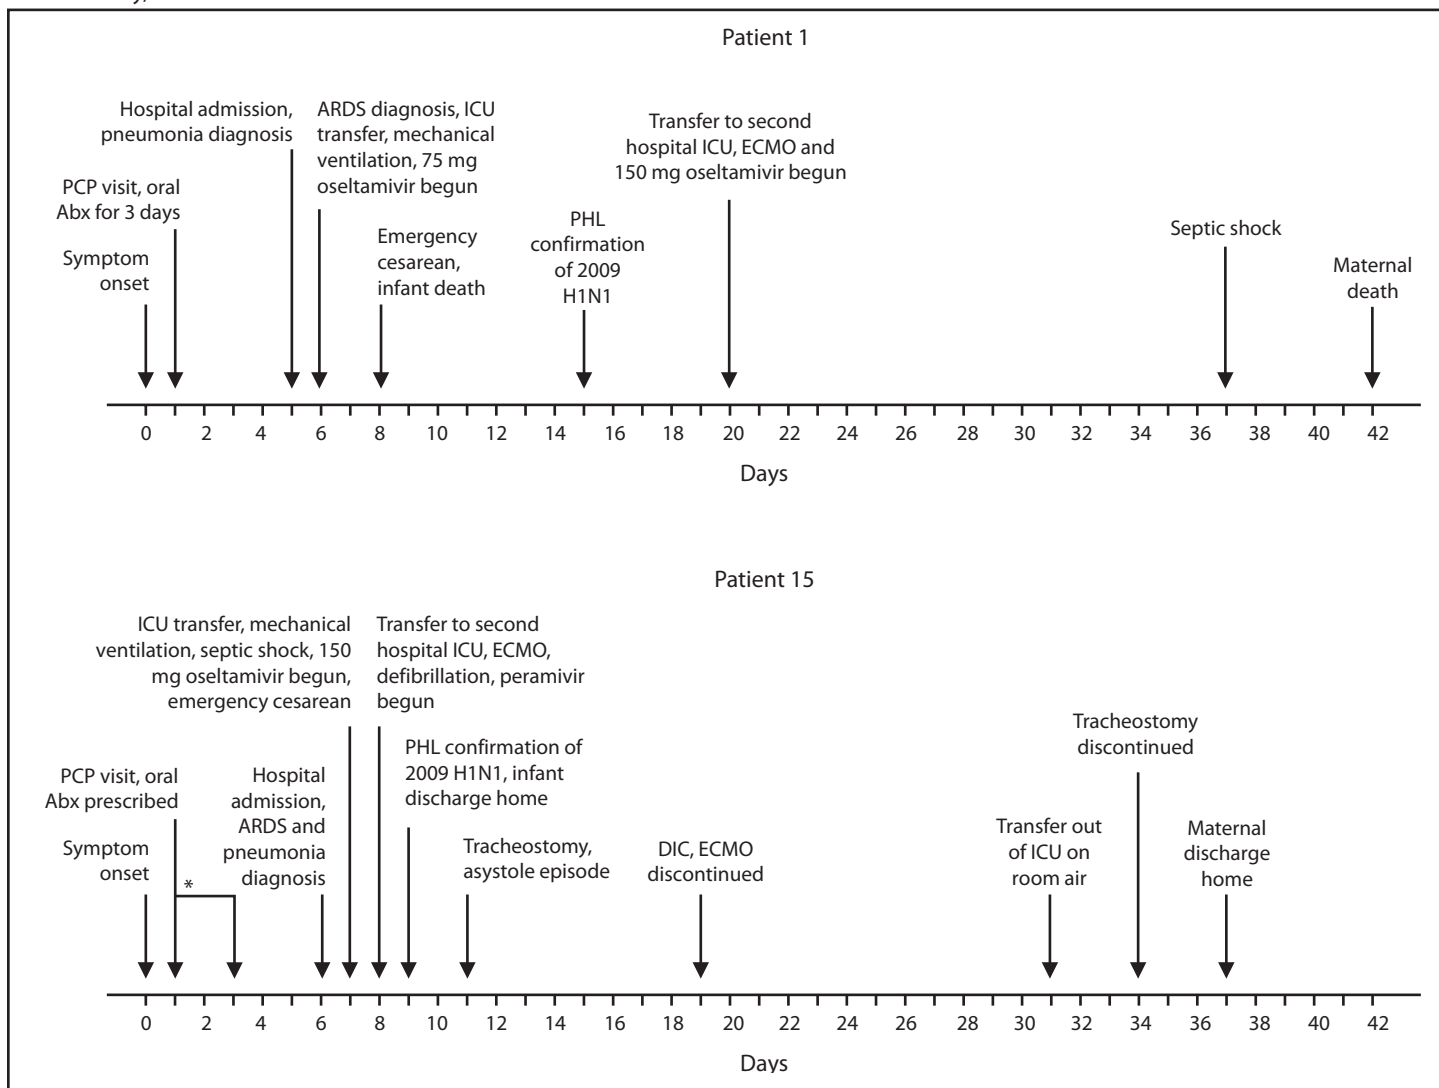 Patient 1
Hospital admission,
pneumonia diagnosis
ARDS diagnosis, ICU
transfer, mechanical
ventilation, 75 mg
oseltamivir begun
Transfer to second
hospital ICU, ECMO and
150 mg oseltamivir begun
PCP visit, oral
Abx for 3 days
Symptom
onset
Emergency
cesarean,
infant death
PHL
confirmation
of 2009
H1N1
Septic shock
Maternal
death
0 2 4 6 8 10 12 14 16 18 20 22 24 26 28 30 32 34 36 38 40 42
Days
Patient 15
ICU transfer, mechanical
ventilation, septic shock, 150
mg oseltamivir begun,
emergency cesarean
Transfer to second
hospital ICU, ECMO,
defibrillation, peramivir
begun
PCP visit, oral
Abx prescribed
Symptom
onset
*
Hospital
admission,
ARDS and
pneumonia
diagnosis
PHL confirmation of
2009 H1N1, infant
discharge home
Tracheostomy,
asystole episode
DIC, ECMO
discontinued
Transfer out
of ICU on
room air
Tracheostomy
discontinued
Maternal
discharge
home
0 2 4 6 8 10 12 14 16 18 20 22 24 26 28 30 32 34 36 38 40 42
Days